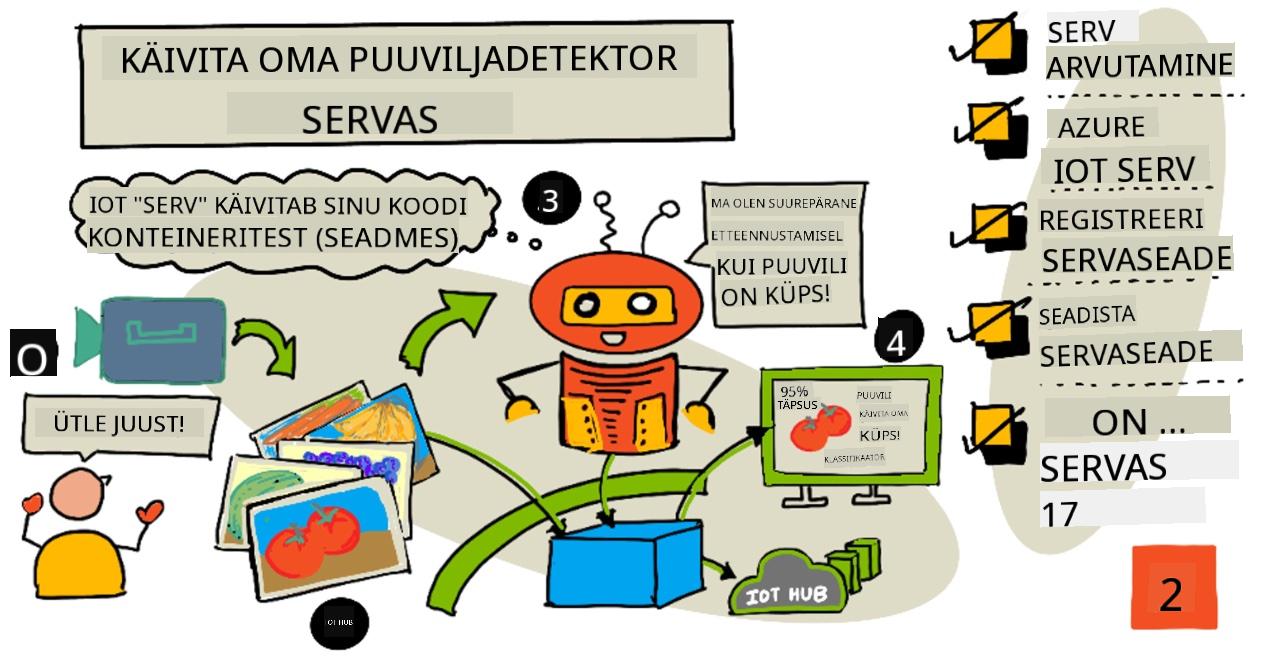 KÄIVITA OMA PUUVILJADETEKTOR
SERVAS
IOT "SERV" KÄIVITAB SINU KOODI
KONTEINERITEST (SEADMES)
3
MA OLEN SUUREPÄRANE
ETTEENNUSTAMISEL
KUI PUUVILI
ON KÜPS!
O
ÜTLE JUUST!
4
95%
TÄPSUS
PUUVILI
KÄIVITA OMA
KÜPS!
KLASSIFIKAATOR
IOT HUB
IOT HUB
SERV
ARVUTAMINE
AZURE
IOT SERV
REGISTREERI
SERVASEADE
SEADISTA
SERVASEADE
ON ...
SERVAS
17
2